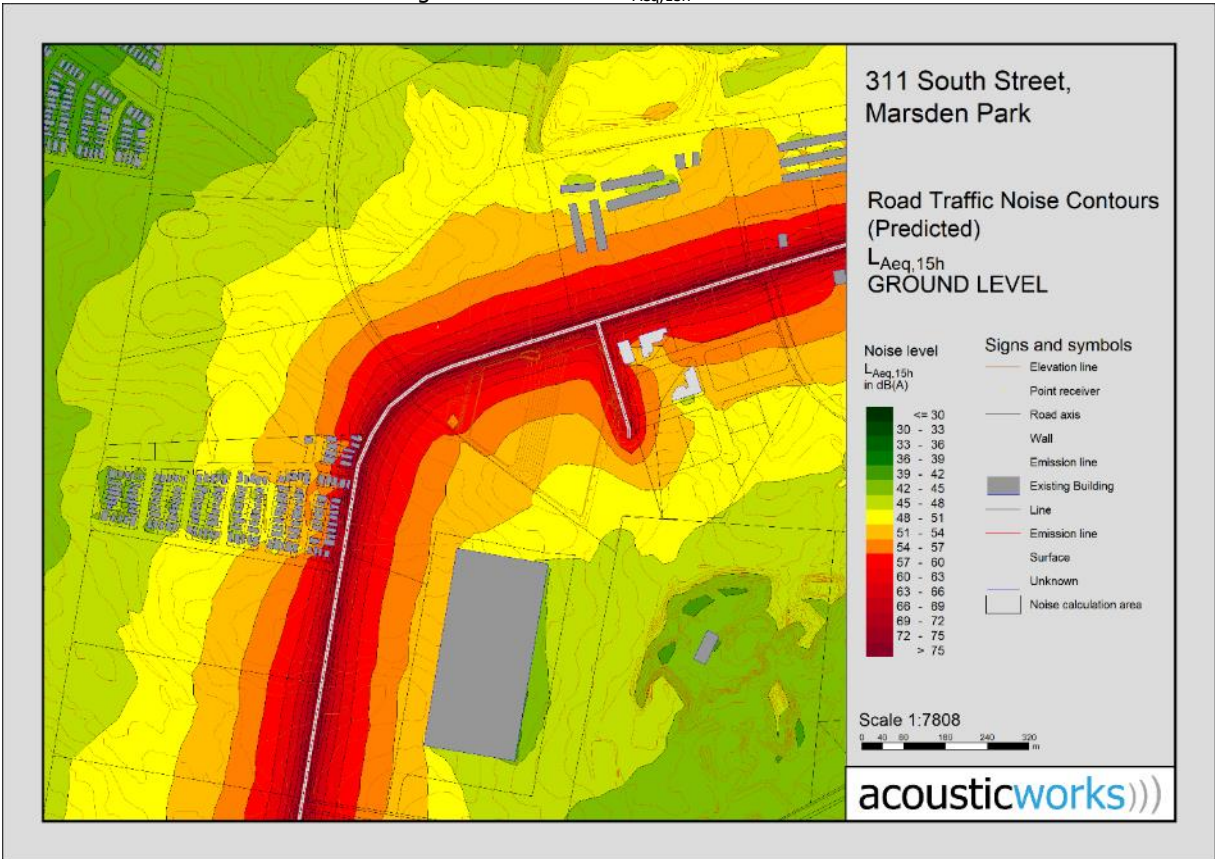 Aeq,15h
311 South Street,
Marsden Park
Road Traffic Noise Contours
(Predicted)
LAeq,15h
GROUND LEVEL
Noise level
LAeq,15h
in dB(A)
<= 30
30 - 33
33 - 36
36 - 39
39 - 42
42 - 45
45 - 48
48 - 51
51 - 54
54 - 57
57 - 60
60 - 63
63 - 66
66 - 69
69 - 72
72 - 75
> 75
Signs and symbols
Elevation line
Point receiver
Road axis
Wall
Emission line
Existing Building
Line
Emission line
Surface
Unknown
Noise calculation area
Scale 1:7808
0 40 80 160 240 320
m
acousticworks)))